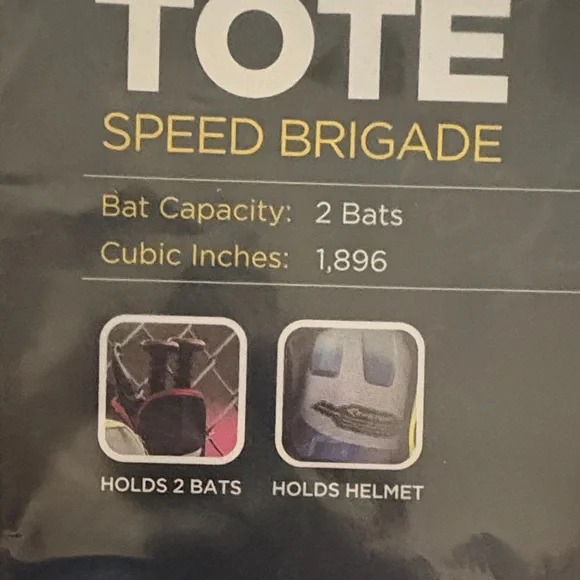 TOTE
SPEED BRIGADE
Bat Capacity: 2 Bats
Cubic Inches: 1,896
HOLDS 2 BATS
HOLDS HELMET